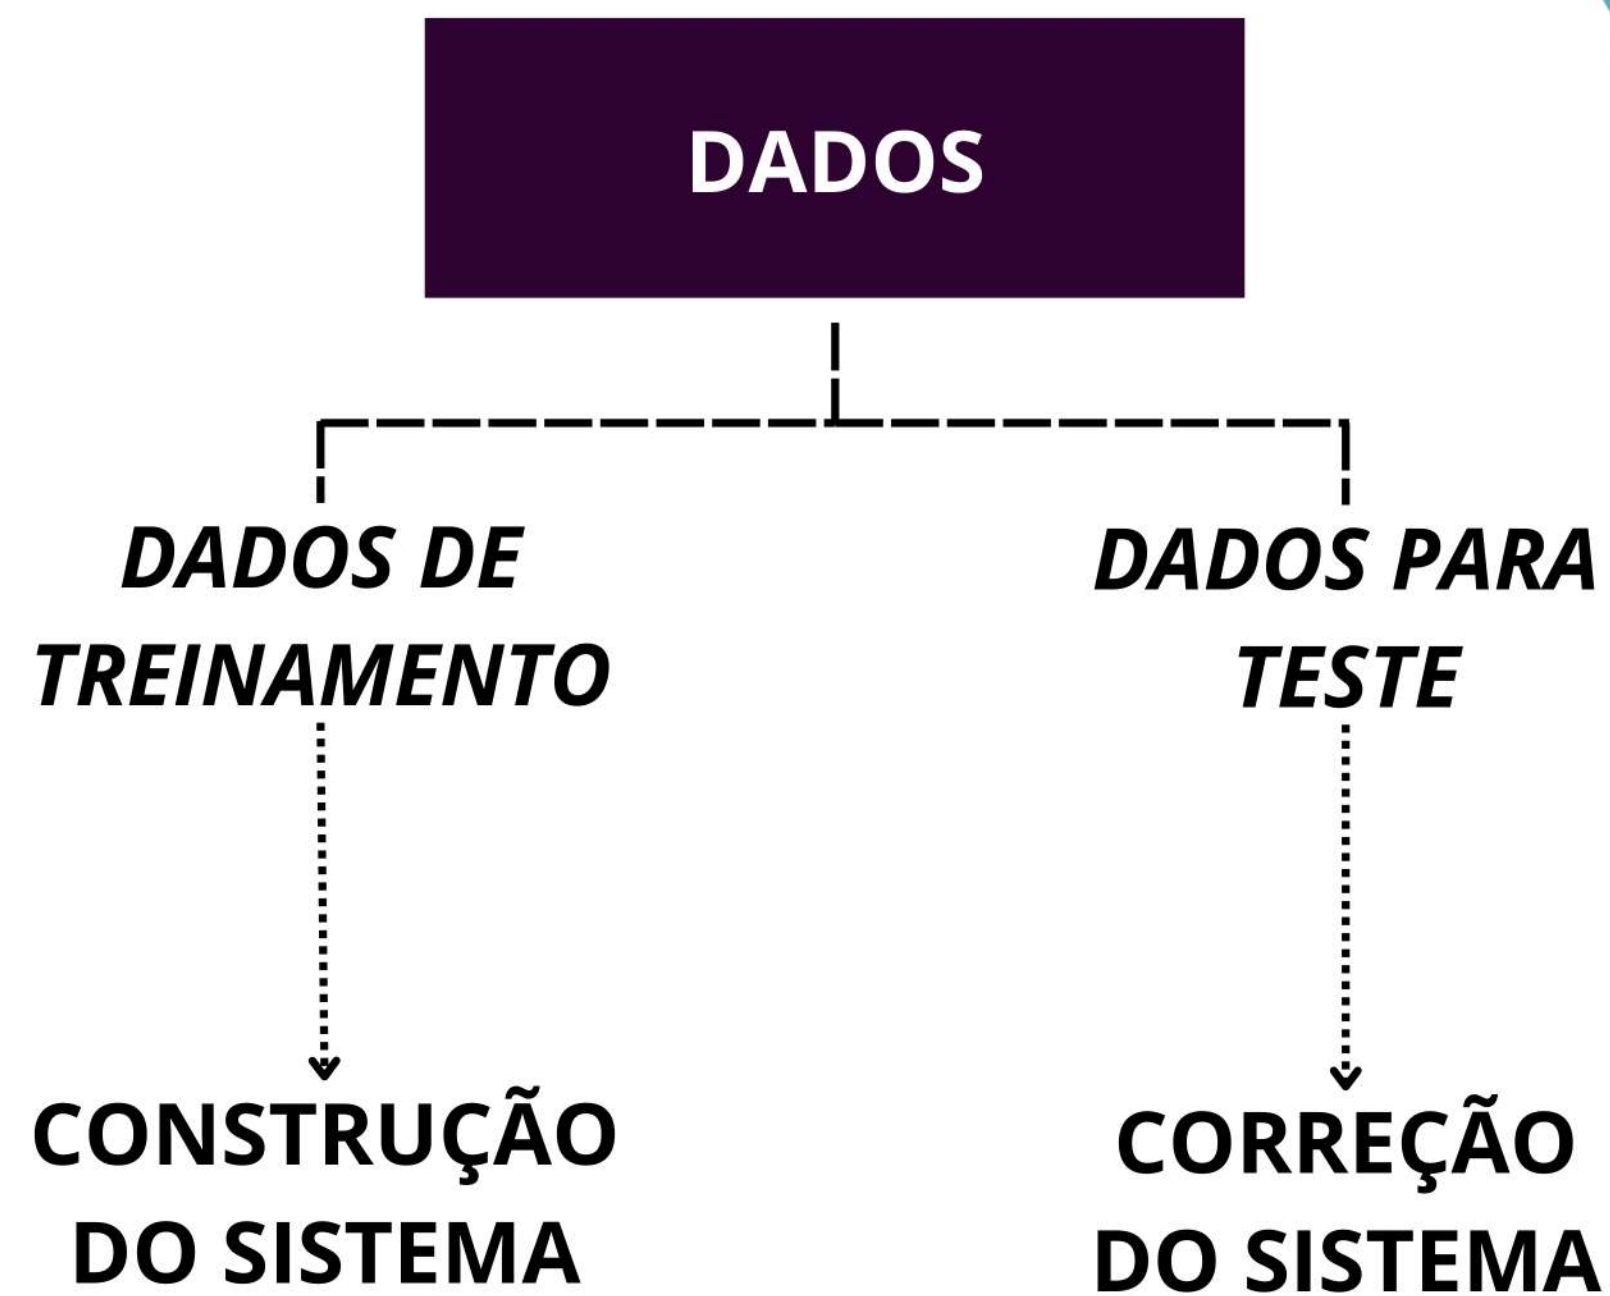 DADOS
DADOS DE
TREINAMENTO
DADOS PARA
TESTE
CONSTRUÇÃO
DO SISTEMA
CORREÇÃO
DO SISTEMA